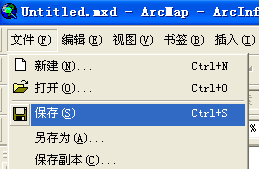 Untitled.mxd - ArcMap - ArcInf
文件(F) 编辑(E) 视图(V) 书签(B) 插入(I)
新建(N)... Ctrl+N
打开(O)... Ctrl+O
保存(S) Ctrl+S
另存为(A)...
保存副本(C)...
%